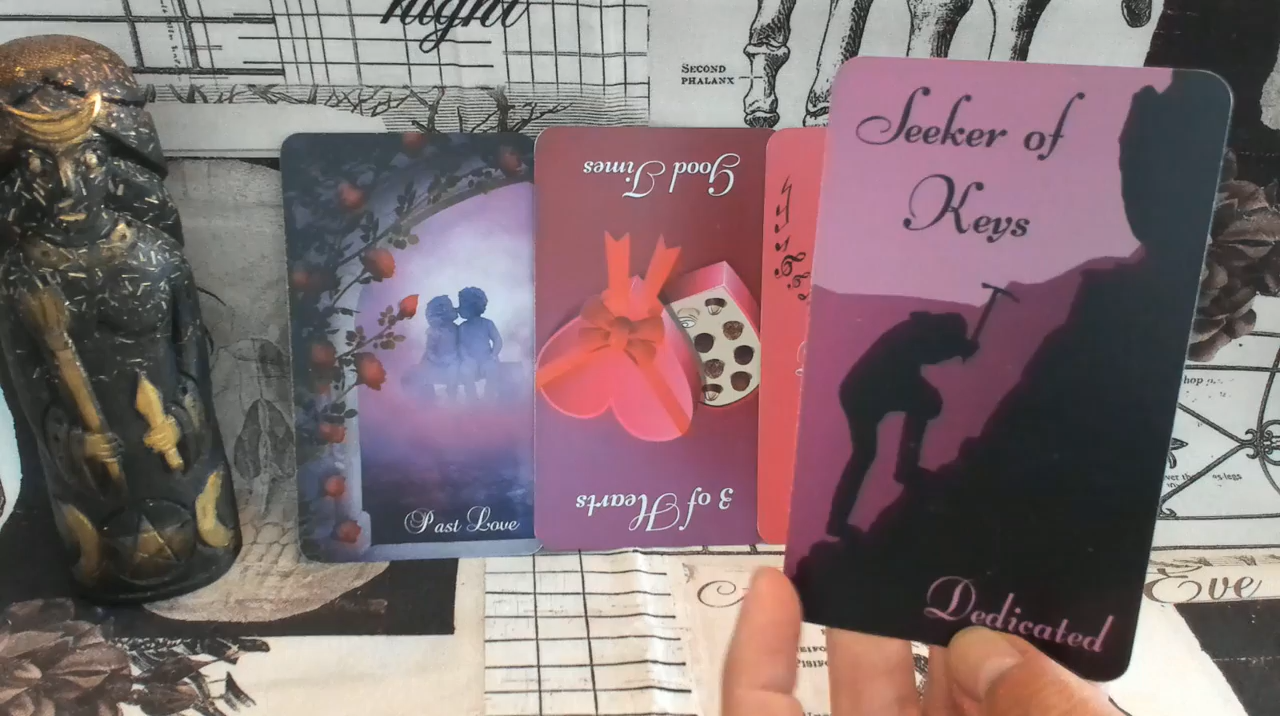 night
SECOND
PHALANX
Seeker of
Keys
Good Times
Past Love
3 of Hearts
Dedicated
Eve